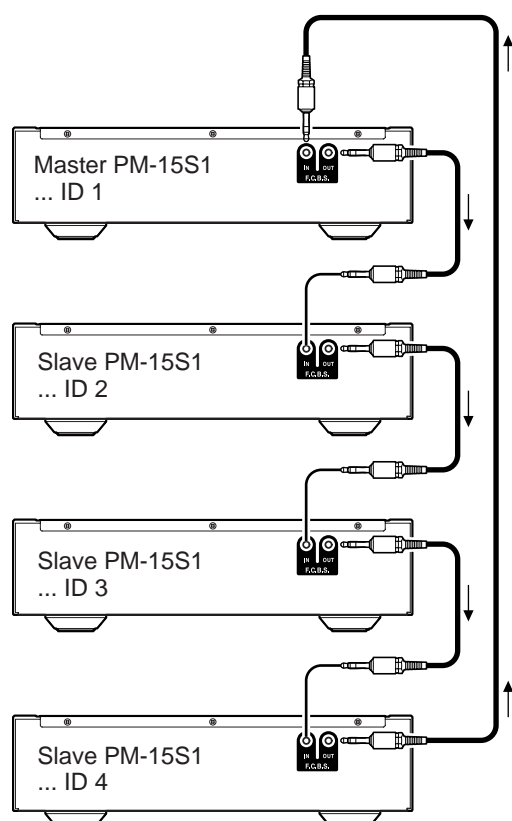 Master PM-15S1
... ID 1
IN OUT
F.C.B.S.
Slave PM-15S1
... ID 2
IN OUT
F.C.B.S.
Slave PM-15S1
... ID 3
IN OUT
F.C.B.S.
Slave PM-15S1
... ID 4
IN OUT
F.C.B.S.